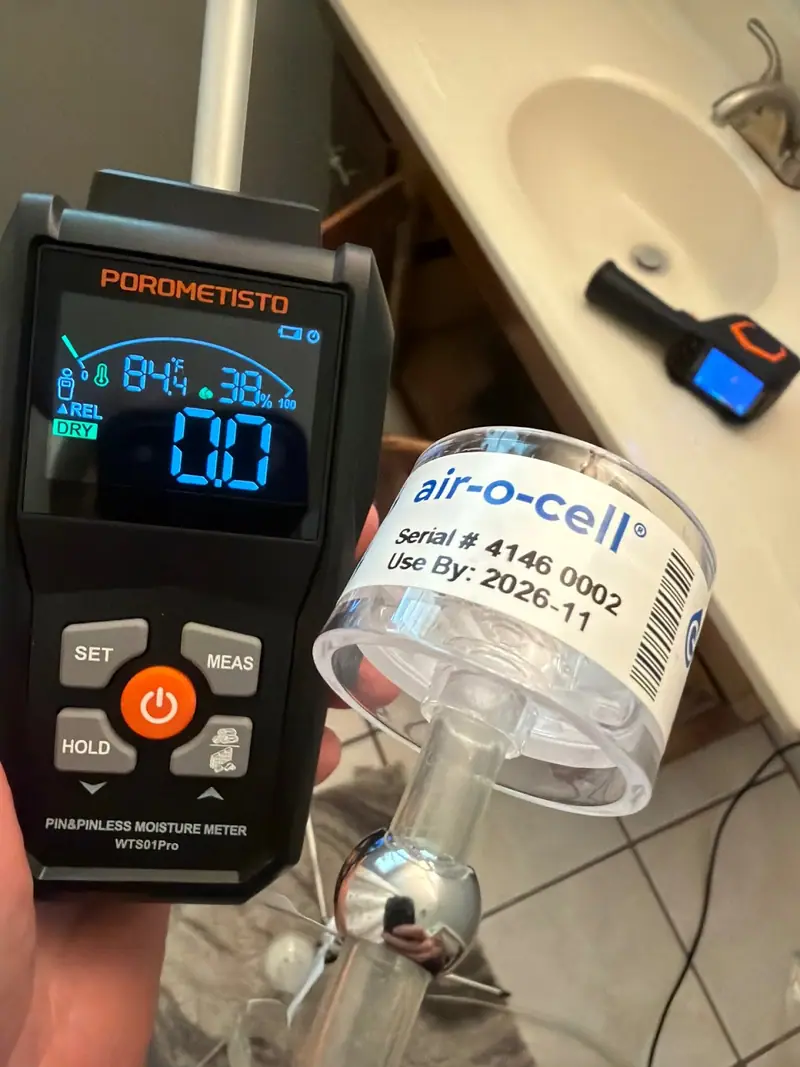 POROMETISTO
84.4°F
38%
0
100
▲REL
DRY
0.0
SET
MEAS
HOLD
PIN&PINLESS MOISTURE METER
WTS01Pro
air-o-cell®
Serial # 4146 0002
Use By: 2026-11